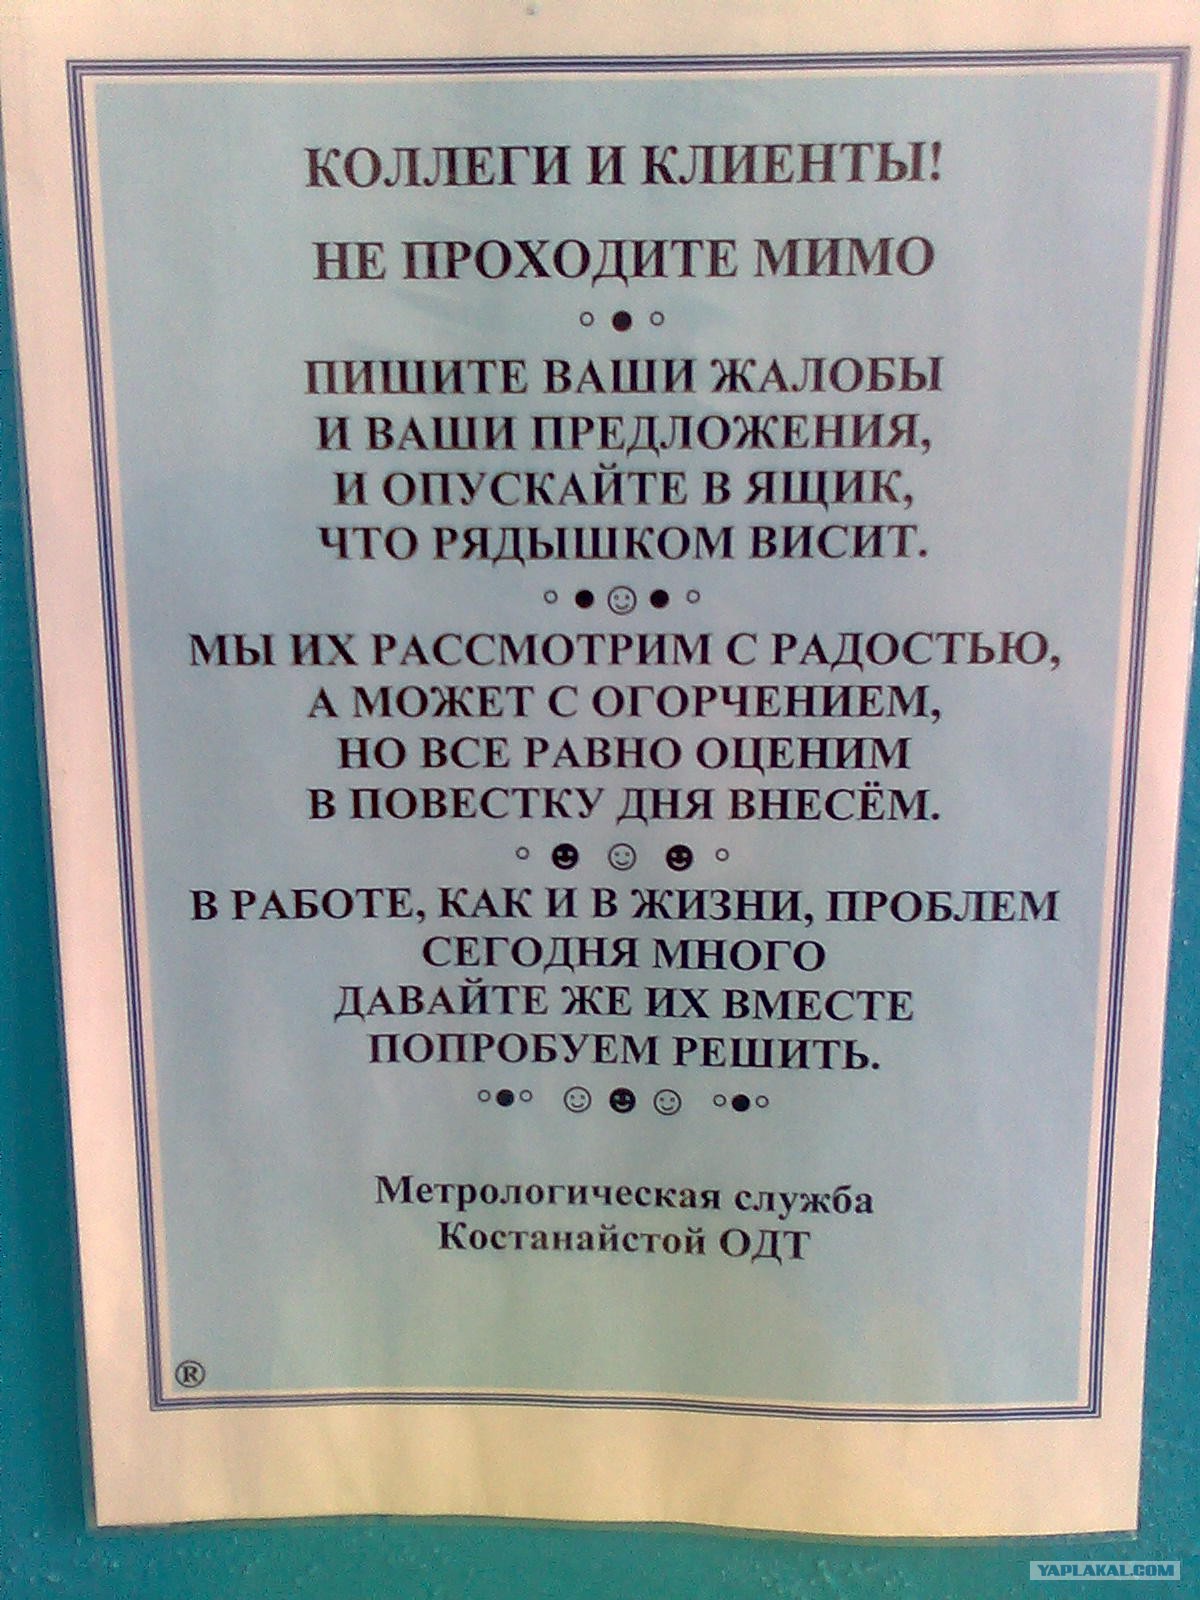 КОЛЛЕГИ И КЛИЕНТЫ!
НЕ ПРОХОДИТЕ МИМО
ПИШИТЕ ВАШИ ЖАЛОБЫ
И ВАШИ ПРЕДЛОЖЕНИЯ,
И ОПУСКАЙТЕ В ЯЩИК,
ЧТО РЯДЫШКОМ ВИСИТ.
МЫ ИХ РАССМОТРИМ С РАДОСТЬЮ,
А МОЖЕТ С ОГОРЧЕНИЕМ,
НО ВСЕ РАВНО ОЦЕНИМ
В ПОВЕСТКУ ДНЯ ВНЕСЁМ.
В РАБОТЕ, КАК И В ЖИЗНИ, ПРОБЛЕМ
СЕГОДНЯ МНОГО
ДАВАЙТЕ ЖЕ ИХ ВМЕСТЕ
ПОПРОБУЕМ РЕШИТЬ.
Метрологическая служба
Костанайстой ОДТ
®
YAPLAKAL.COM